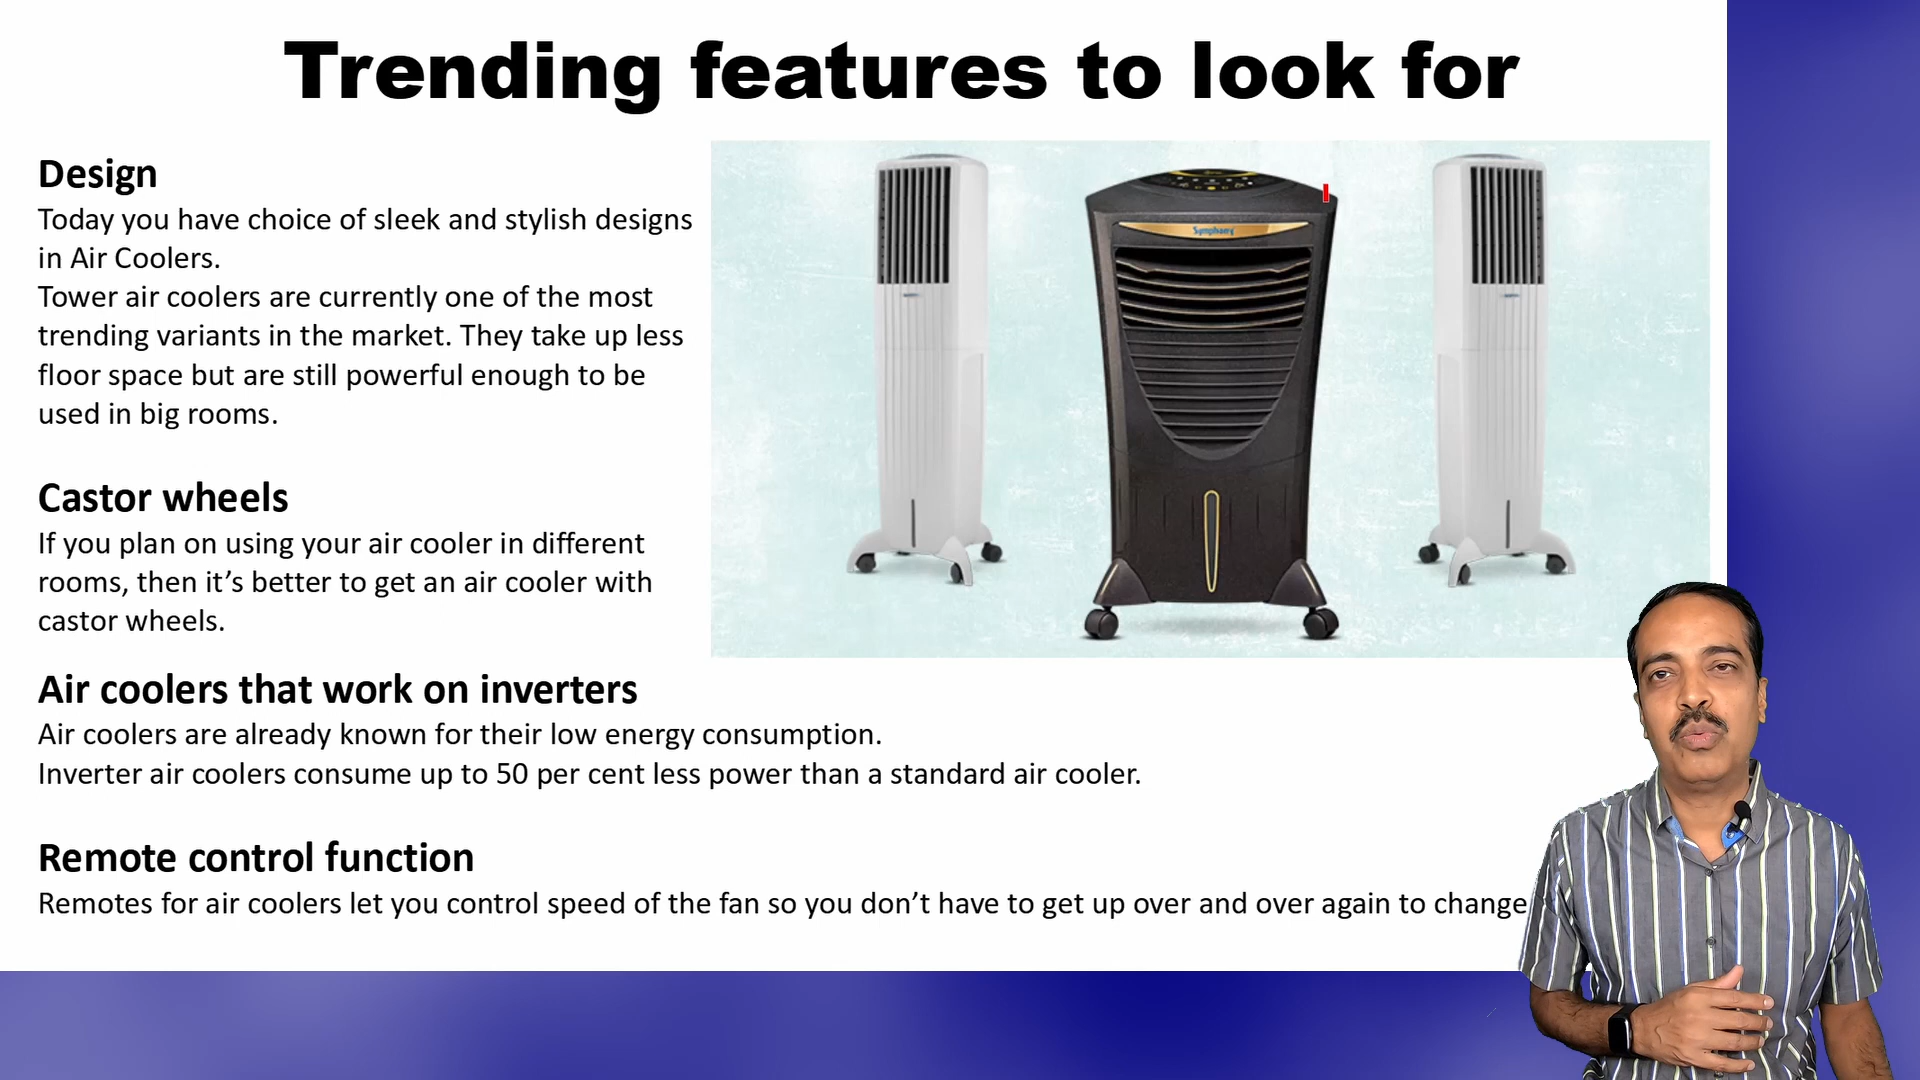 Trending features to look for
Design
Today you have choice of sleek and stylish designs
in Air Coolers.
Tower air coolers are currently one of the most
trending variants in the market. They take up less
floor space but are still powerful enough to be
used in big rooms.
Symphony
Castor wheels
If you plan on using your air cooler in different
rooms, then it’s better to get an air cooler with
castor wheels.
Air coolers that work on inverters
Air coolers are already known for their low energy consumption.
Inverter air coolers consume up to 50 per cent less power than a standard air cooler.
Remote control function
Remotes for air coolers let you control speed of the fan so you don’t have to get up over and over again to change